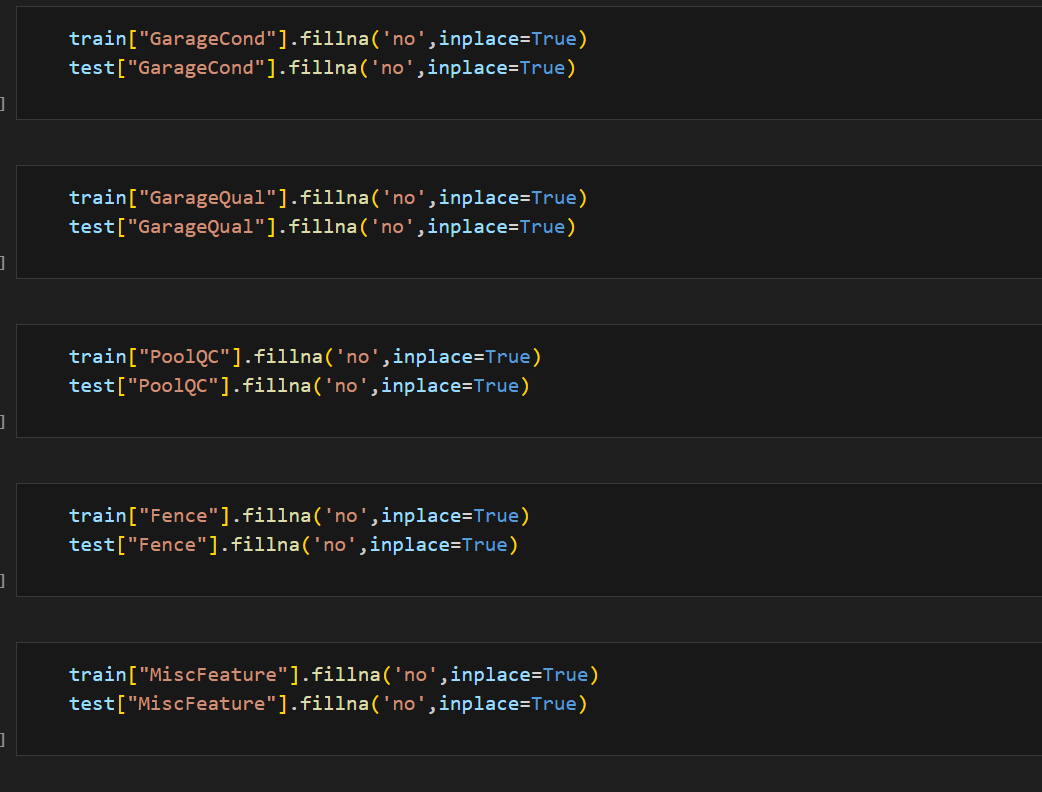 train["GarageCond"].fillna('no',inplace=True)
test["GarageCond"].fillna('no',inplace=True)
]
train["GarageQual"].fillna('no',inplace=True)
test["GarageQual"].fillna('no',inplace=True)
]
train["PoolQC"].fillna('no',inplace=True)
test["PoolQC"].fillna('no',inplace=True)
]
train["Fence"].fillna('no',inplace=True)
test["Fence"].fillna('no',inplace=True)
]
train["MiscFeature"].fillna('no',inplace=True)
test["MiscFeature"].fillna('no',inplace=True)
]